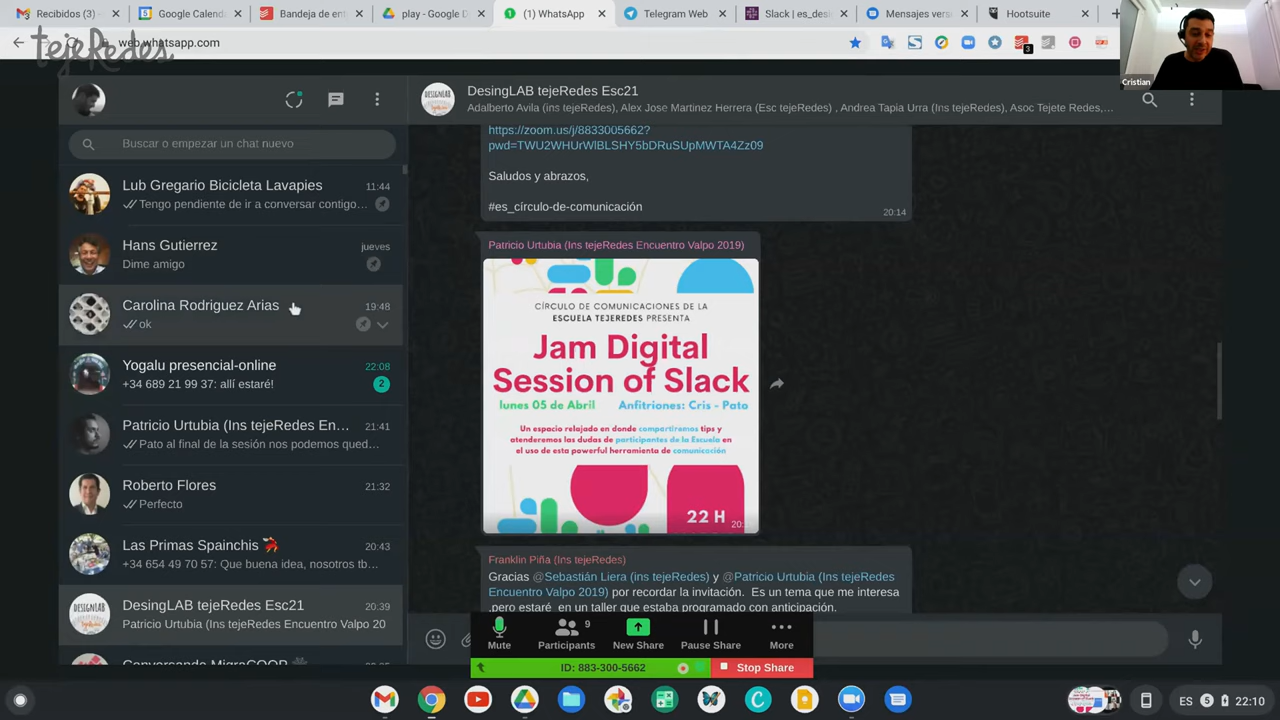 Recibidos (30
Google Calenda
Bandeja de ent
play - Google D
(1) WhatsApp
Telegram Web
Slack | es_desi
Mensajes vers
Hootsuite
web.whatsapp.com
tejeRedes
3
Cristian
DesingLAB tejeRedes Esc21
Adalberto Avila (ins tejeRedes), Alex Jose Martinez Herrera (Esc tejeRedes) , Andrea Tapia Urra (Ins tejeRedes), Asoc Tejete Redes,...
Buscar o empezar un chat nuevo
Lub Gregario Bicicleta Lavapies
11:44
Tengo pendiente de ir a conversar contigo...
Hans Gutierrez
jueves
Dime amigo
Carolina Rodriguez Arias
19:48
ok
Yogalu presencial-online
22:08
+34 689 21 99 37: allí estaré!
2
Patricio Urtubia (Ins tejeRedes En...
21:41
Pato al final de la sesión nos podemos qued...
Roberto Flores
21:32
Perfecto
Las Primas Spainchis
20:43
+34 654 49 70 57: Que buena idea, nosotros tb...
DESIGNLAB
DesingLAB tejeRedes Esc21
20:39
Patricio Urtubia (Ins tejeRedes Encuentro Valpo 20
Conversando MigraCOOP
https://zoom.us/j/8833005662?
pwd=TWU2WHUrWlBLSHY5bDRuSUpMWTA4Zz09
Saludos y abrazos,
#es_círculo-de-comunicación
20:14
Patricio Urtubia (Ins tejeRedes Encuentro Valpo 2019)
CÍRCULO DE COMUNICACIONES DE LA
ESCUELA TEJEREDES PRESENTA
Jam Digital
Session of Slack
lunes 05 de Abril
Anfitriones: Cris - Pato
Un espacio relajado en donde compartiremos tips y
atenderemos las dudas de participantes de la Escuela en
el uso de esta powerful herramienta de comunicación
22 H
Franklin Piña (Ins tejeRedes)
Gracias @Sebastián Liera (ins tejeRedes) y @Patricio Urtubia (Ins tejeRedes
Encuentro Valpo 2019) por recordar la invitación. Es un tema que me interesa
,pero estaré en un taller que estaba programado con anticipación.
Mute
Participants
9
New Share
Pause Share
More
ID: 883-300-5662
Stop Share
ES
5
22:10